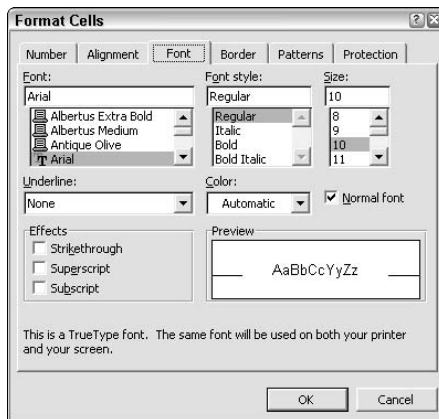 Format Cells
Number Alignment Font Border Patterns Protection
Font: Font style: Size:
Arial Regular 10
Albertus Extra Bold Regular 8
Albertus Medium Italic 9
Antique Olive Bold 10
Arial Bold Italic 11
Underline: Color:
None Automatic Normal font
Effects Preview
Strikethrough
Superscript AaBbCcYyZz
Subscript
This is a TrueType font. The same font will be used on both your printer
and your screen.
OK Cancel